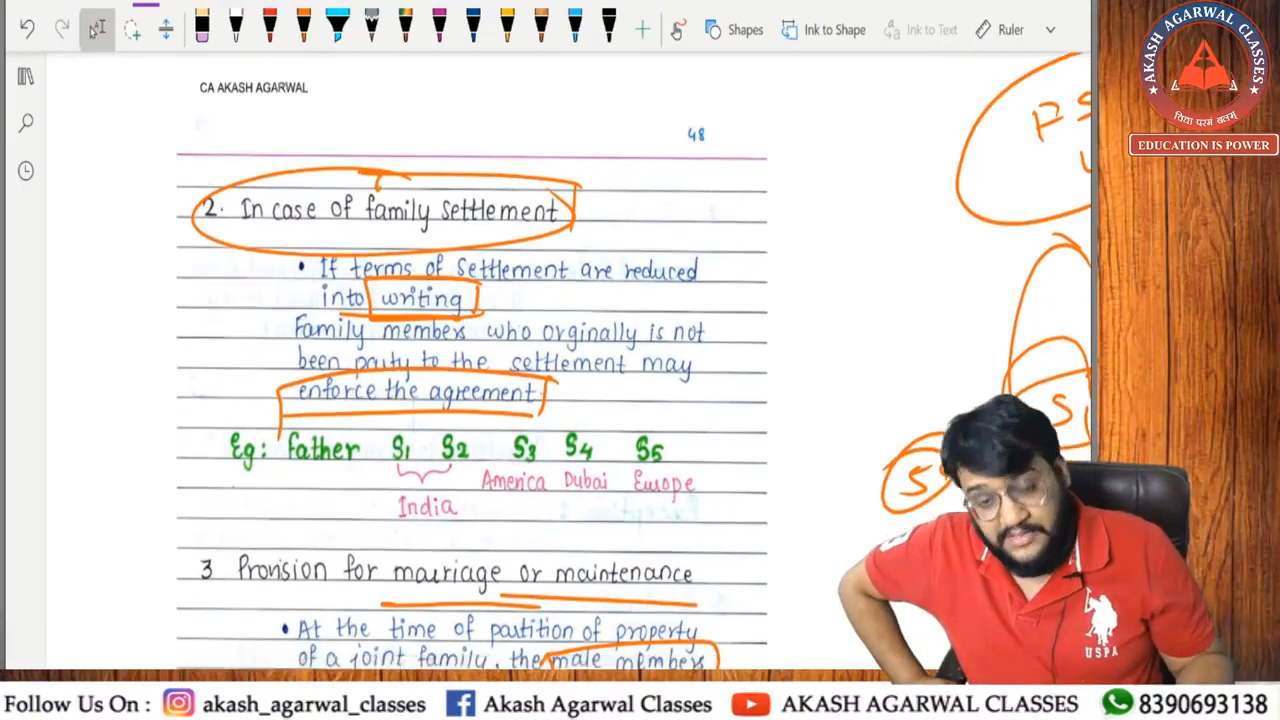 Shapes
Ink to Shape
Ink to Text
Ruler
AKASH AGARWAL CLASSES
विद्या परमं बलम्
EDUCATION IS POWER
CA AKASH AGARWAL
48
2. In case of family Settlement
• If terms of Settlement are reduced
into writing
Family members who orginally is not
been party to the settlement may
enforce the agreement.
Eg: Father S1 S2 S3 S4 S5
America Dubai Europe
India
3 Provision for marriage or maintenance
• At the time of partition of property
of a joint family, the male members
USPA
Follow Us On : akash_agarwal_classes Akash Agarwal Classes AKASH AGARWAL CLASSES 8390693138